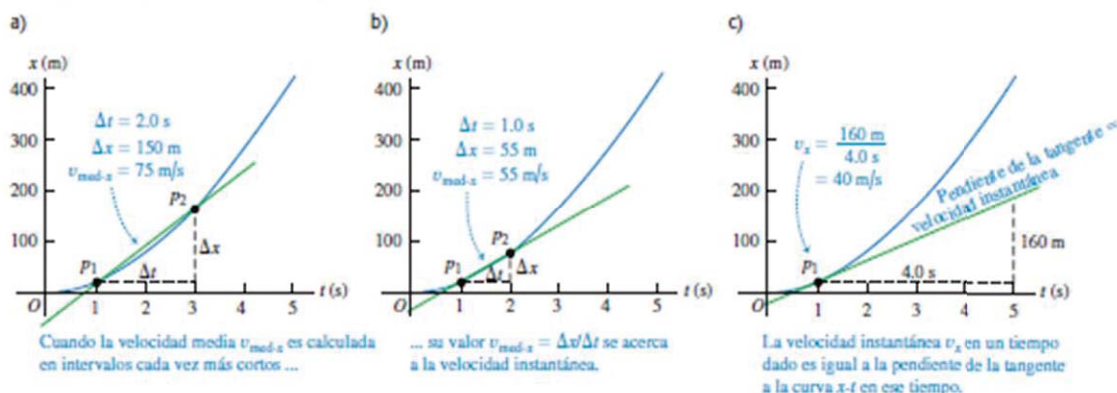 a)
x (m)
400
300
200
100
O
1 2 3 4 5
t (s)
Δt = 2.0 s
Δx = 150 m
v med-x = 75 m/s
p2
p1
Δt
Δx
Cuando la velocidad media v med-x es calculada
en intervalos cada vez más cortos ...
b)
x (m)
400
300
200
100
O
1 2 3 4 5
t (s)
Δt = 1.0 s
Δx = 55 m
v med-x = 55 m/s
p2
p1
Δt
Δx
... su valor v med-x = Δx/Δt se acerca
a la velocidad instantánea.
c)
x (m)
400
300
200
100
O
1 2 3 4 5
t (s)
vx = 160 m
4.0 s
= 40 m/s
Pendiente de la tangente =
velocidad instantánea
p1
4.0 s
160 m
La velocidad instantánea vx en un tiempo
dado es igual a la pendiente de la tangente
a la curva x-t en ese tiempo.